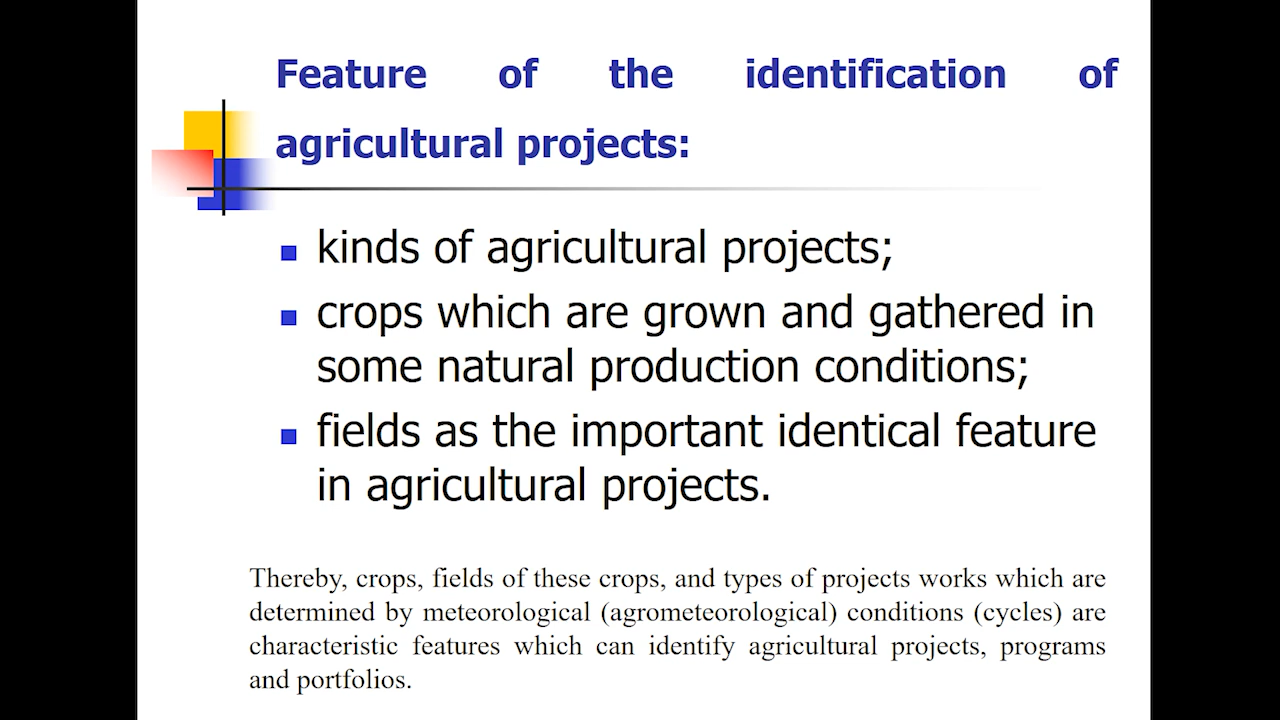 Feature of the identification of
agricultural projects:
kinds of agricultural projects;
crops which are grown and gathered in
some natural production conditions;
fields as the important identical feature
in agricultural projects.
Thereby, crops, fields of these crops, and types of projects works which are
determined by meteorological (agrometeorological) conditions (cycles) are
characteristic features which can identify agricultural projects, programs
and portfolios.